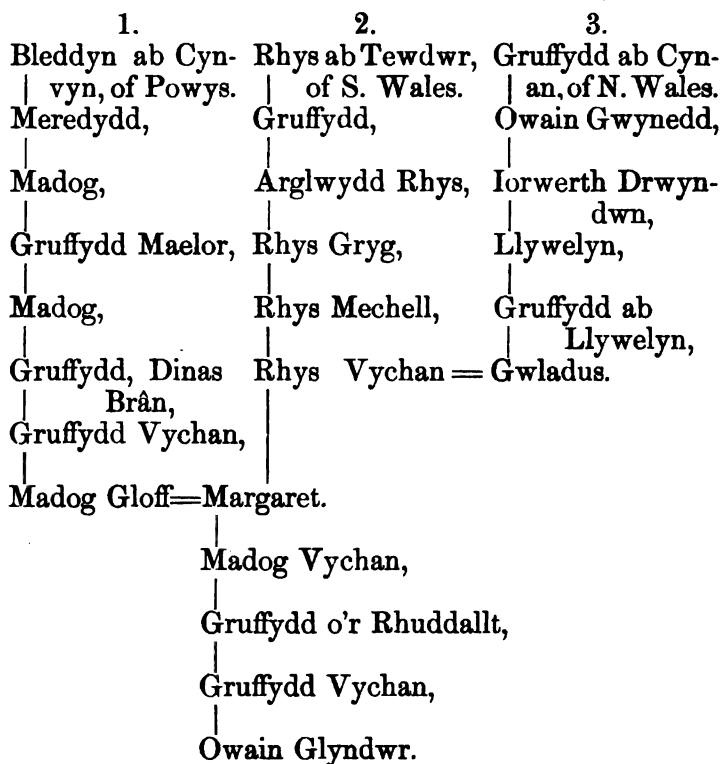 1. 2. 3.
Bleddyn ab Cyn- Rhys ab Tewdwr, Gruffydd ab Cyn-
vyn, of Powys. of S. Wales. an, of N. Wales.
Meredydd, Gruffydd, Owain Gwynedd,
Madog, Arglwydd Rhys, Iorwerth Drwyn-
dwn,
Gruffydd Maelor, Rhys Gryg, Llywelyn,
Madog, Rhys Mechell, Gruffydd ab
Llywelyn,
Gruffydd, Dinas Rhys Vychan = Gwladus.
Brân,
Gruffydd Vychan,
Madog Gloff=Margaret.
Madog Vychan,
Gruffydd o'r Rhuddallt,
Gruffydd Vychan,
Owain Glyndwr.